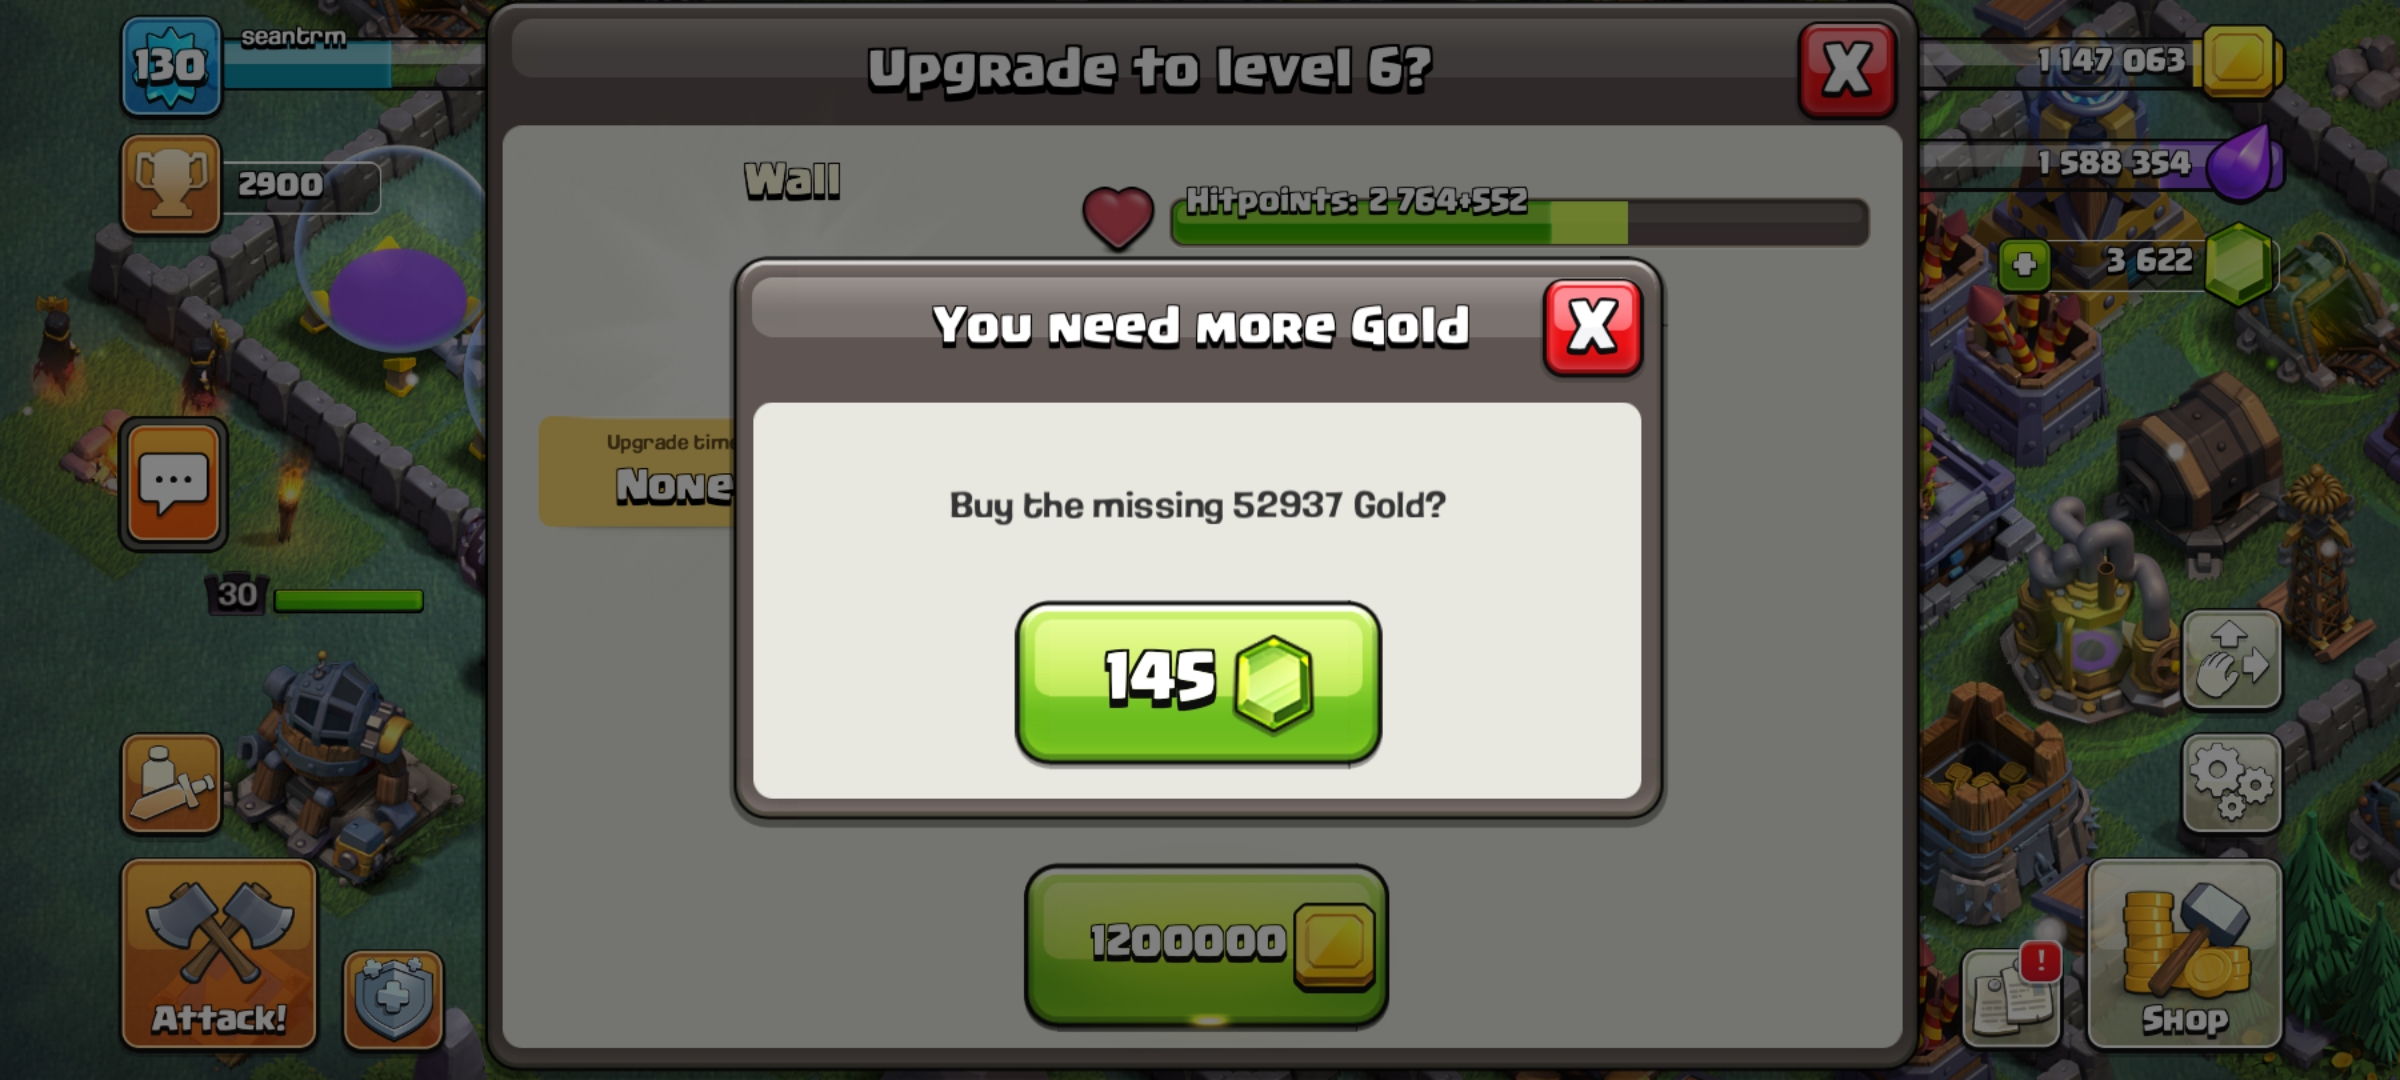 130
seantrm
Upgrade to level 6?
X
1 147 063
2900
Wall
Hitpoints: 2 764+552
1 588 354
3 622
You need more Gold
X
Upgrade time
None
Buy the missing 52937 Gold?
30
145
1200000
Attack!
!
Shop